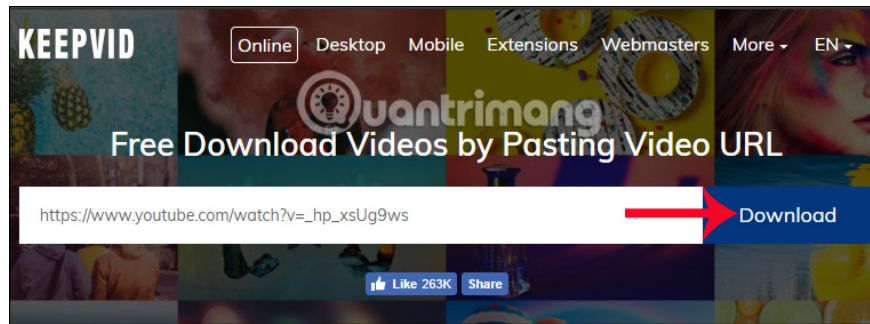 KEEPVID Online Desktop Mobile Extensions Webmasters More EN
Quantrimang
Free Download Videos by Pasting Video URL
https://www.youtube.com/watch?v=_hp_xsUg9ws Download
Like 263K Share